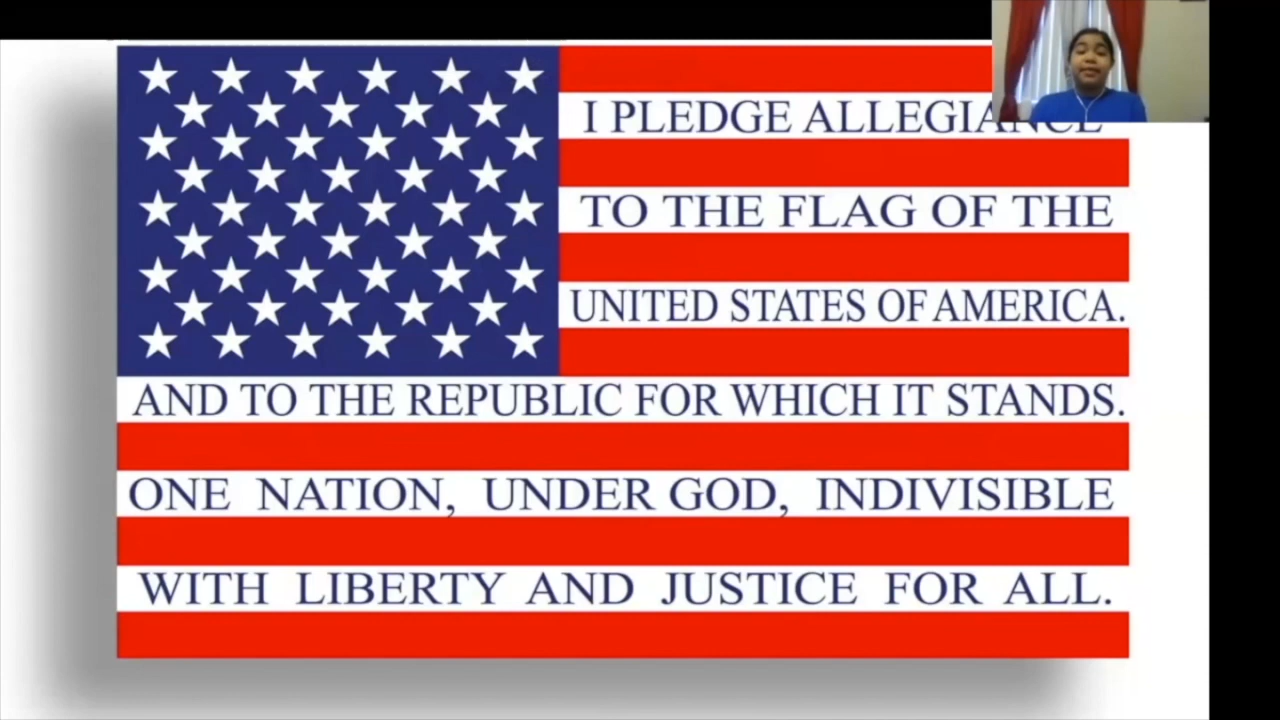 I PLEDGE ALLEGIANCE
TO THE FLAG OF THE
UNITED STATES OF AMERICA.
AND TO THE REPUBLIC FOR WHICH IT STANDS.
ONE NATION, UNDER GOD, INDIVISIBLE
WITH LIBERTY AND JUSTICE FOR ALL.